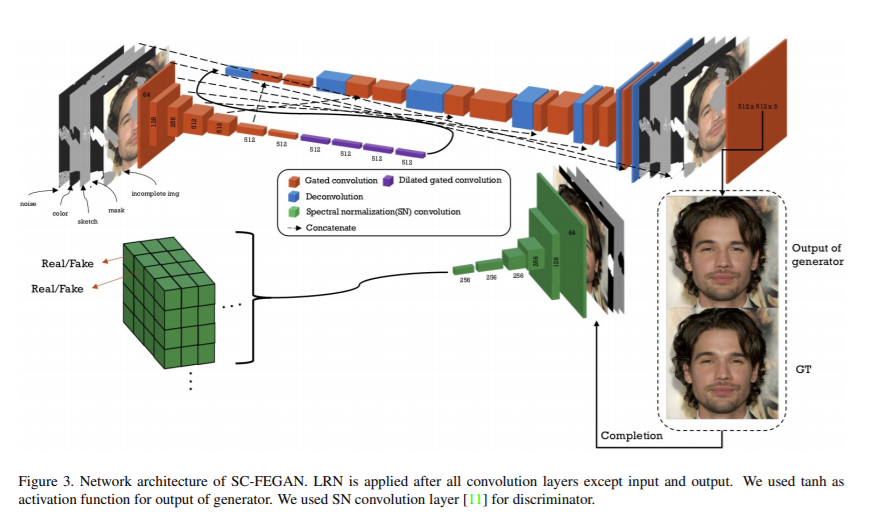 64
128
256
512
512
512
512
512
512
512
512
512 x 512 x 3
noise
color
sketch
mask
incomplete img
Gated convolution
Dilated gated convolution
Deconvolution
Spectral normalization(SN) convolution
Concatenate
64
128
256
256
256
256
Real/Fake
Real/Fake
Output of
generator
GT
Completion
Figure 3. Network architecture of SC-FEGAN. LRN is applied after all convolution layers except input and output. We used tanh as
activation function for output of generator. We used SN convolution layer [11] for discriminator.